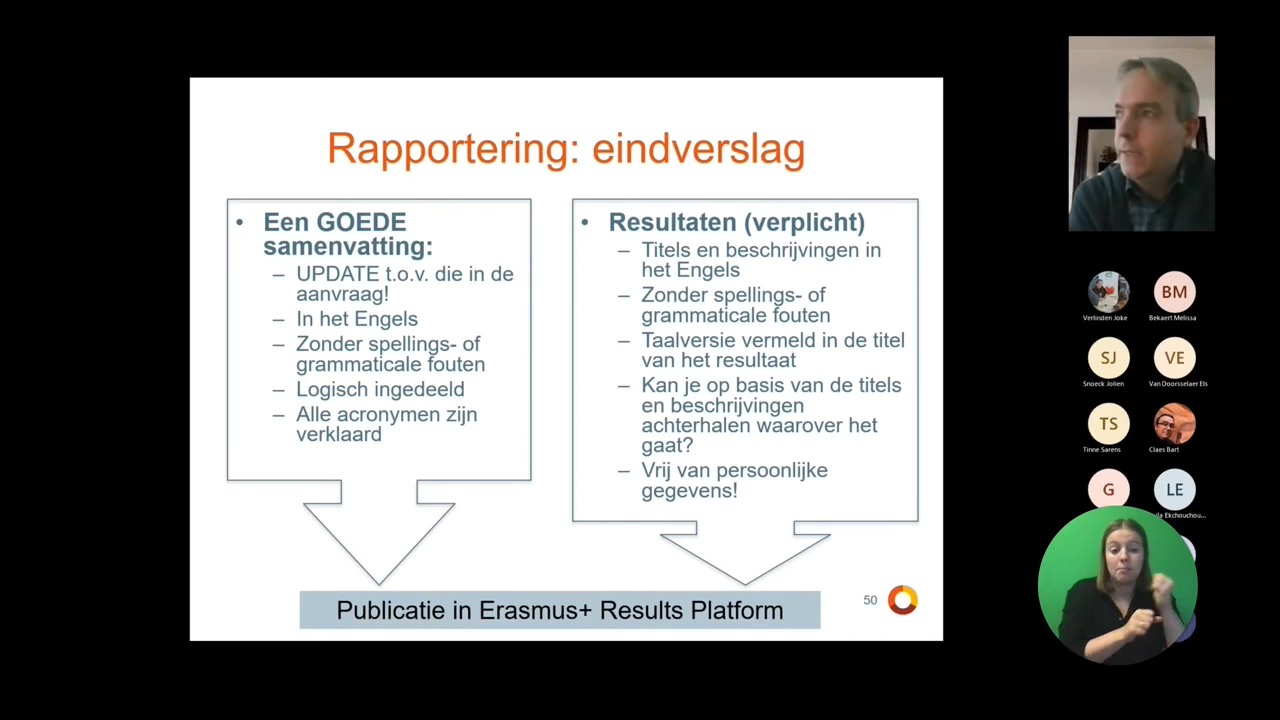 Rapportering: eindverslag
• Een GOEDE
samenvatting:
– UPDATE t.o.v. die in de
aanvraag!
– In het Engels
– Zonder spellings- of
grammaticale fouten
– Logisch ingedeeld
– Alle acronymen zijn
verklaard
• Resultaten (verplicht)
– Titels en beschrijvingen in
het Engels
– Zonder spellings- of
grammaticale fouten
– Taalversie vermeld in de titel
van het resultaat
– Kan je op basis van de titels
en beschrijvingen
achterhalen waarover het
gaat?
– Vrij van persoonlijke
gegevens!
Publicatie in Erasmus+ Results Platform
50
BM
Verlinden Joke
Bekaert Melissa
SJ
VE
Snoeck Jolien
Van Doorsselaer Els
TS
Tinne Sarens
Claes Bart
G
LE
Ekchouchou...